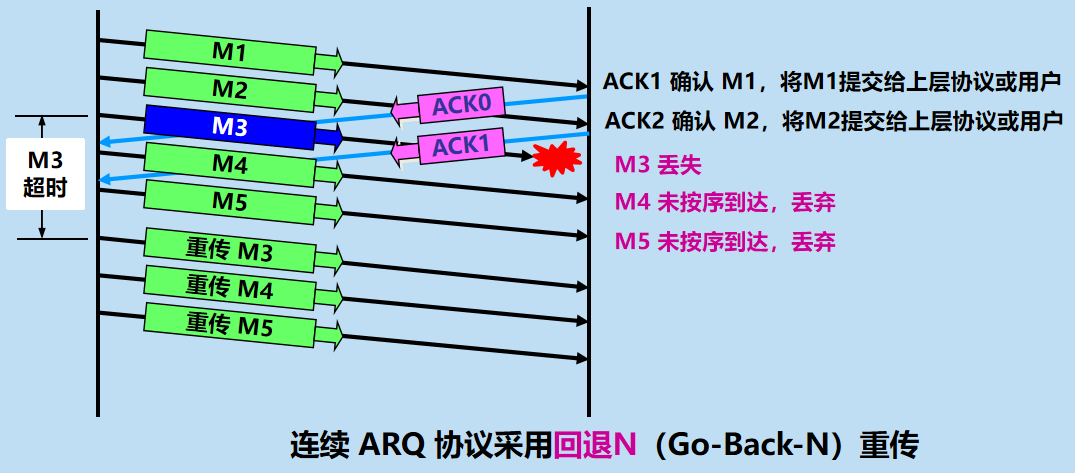 M1
ACK1 确认 M1，将M1提交给上层协议或用户
M2
ACK0
ACK2 确认 M2，将M2提交给上层协议或用户
M3
ACK1
M3
超时
M4
M3 丢失
M5
M4 未按序到达，丢弃
M5 未按序到达，丢弃
重传 M3
重传 M4
重传 M5
连续 ARQ 协议采用回退N（Go-Back-N）重传